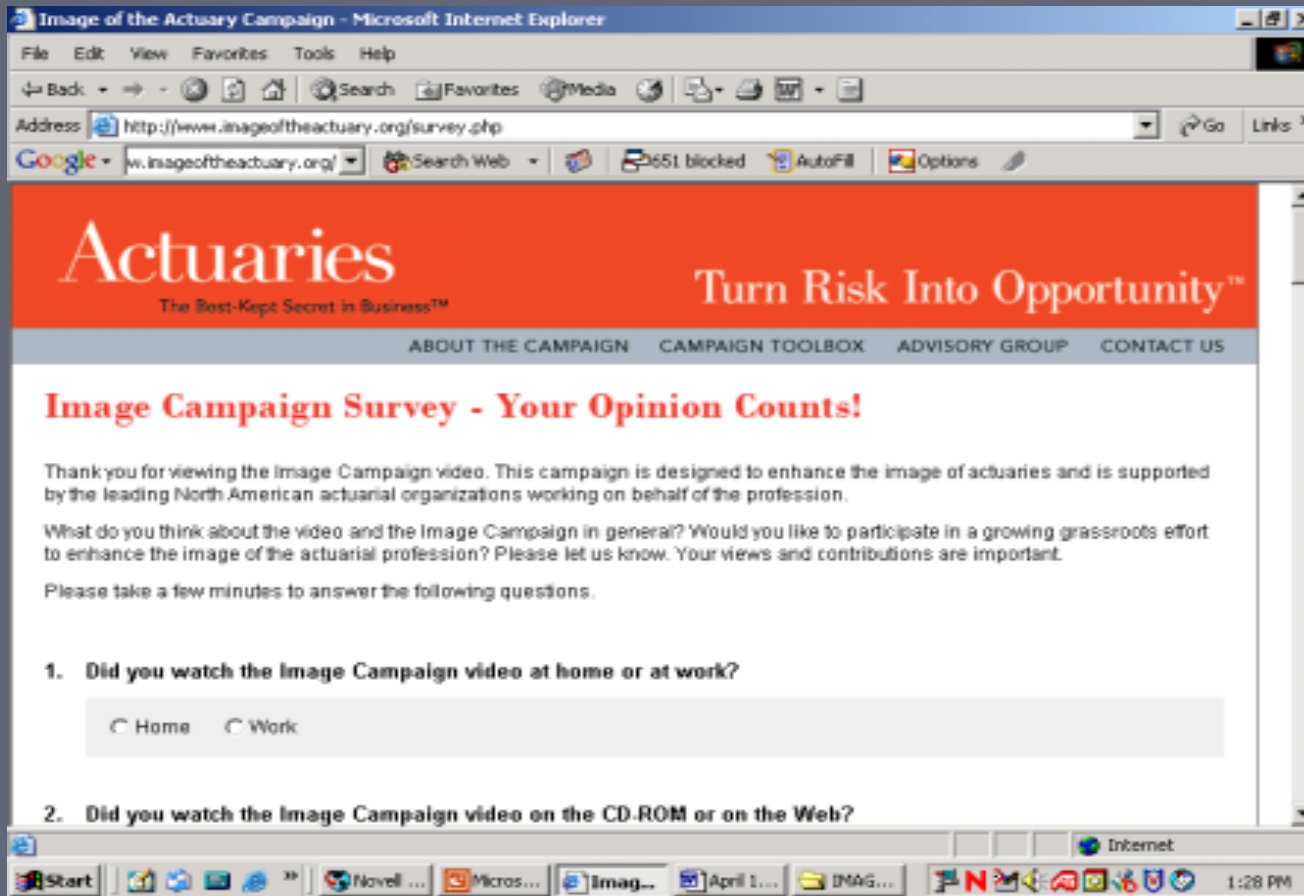 Image of the Actuary Campaign - Microsoft Internet Explorer
File Edit View Favorites Tools Help
Back Search Favorites Media
Address http://www.imageoftheactuary.org/survey.php Go Links
Google w.imageoftheactuary.org/ Search Web 651 blocked AutoFill Options
Actuaries
The Best-Kept Secret in Business™
Turn Risk Into Opportunity™
ABOUT THE CAMPAIGN CAMPAIGN TOOLBOX ADVISORY GROUP CONTACT US
Image Campaign Survey - Your Opinion Counts!
Thank you for viewing the Image Campaign video. This campaign is designed to enhance the image of actuaries and is supported
by the leading North American actuarial organizations working on behalf of the profession.
What do you think about the video and the Image Campaign in general? Would you like to participate in a growing grassroots effort
to enhance the image of the actuarial profession? Please let us know. Your views and contributions are important.
Please take a few minutes to answer the following questions.
1. Did you watch the Image Campaign video at home or at work?
Home Work
2. Did you watch the Image Campaign video on the CD-ROM or on the Web?
Internet
Start Novell ... Micros... Imag... April 1... IMAG... 1:28 PM